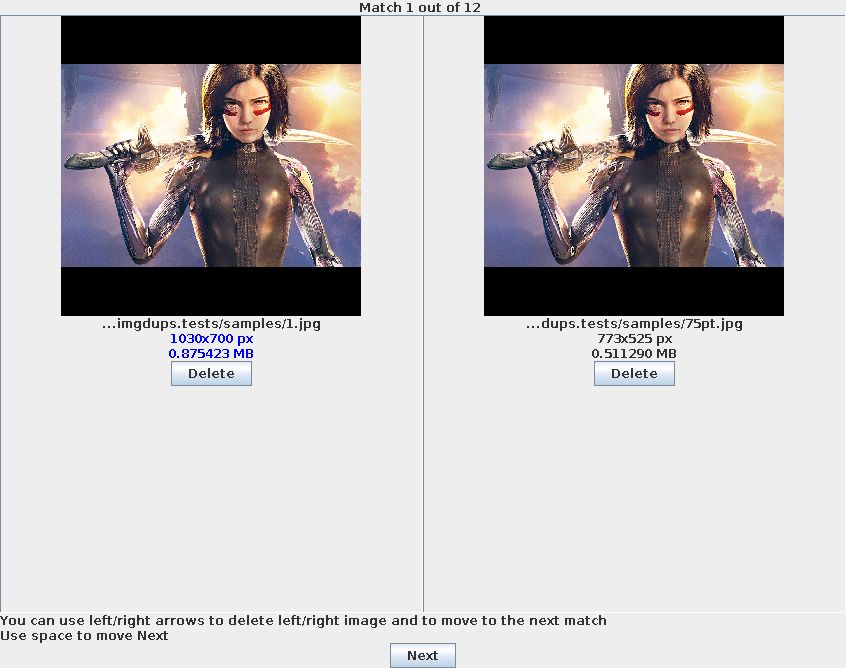 Match 1 out of 12
...imgdups.tests/samples/1.jpg
1030x700 px
0.875423 MB
Delete
...dups.tests/samples/75pt.jpg
773x525 px
0.511290 MB
Delete
You can use left/right arrows to delete left/right image and to move to the next match
Use space to move Next
Next